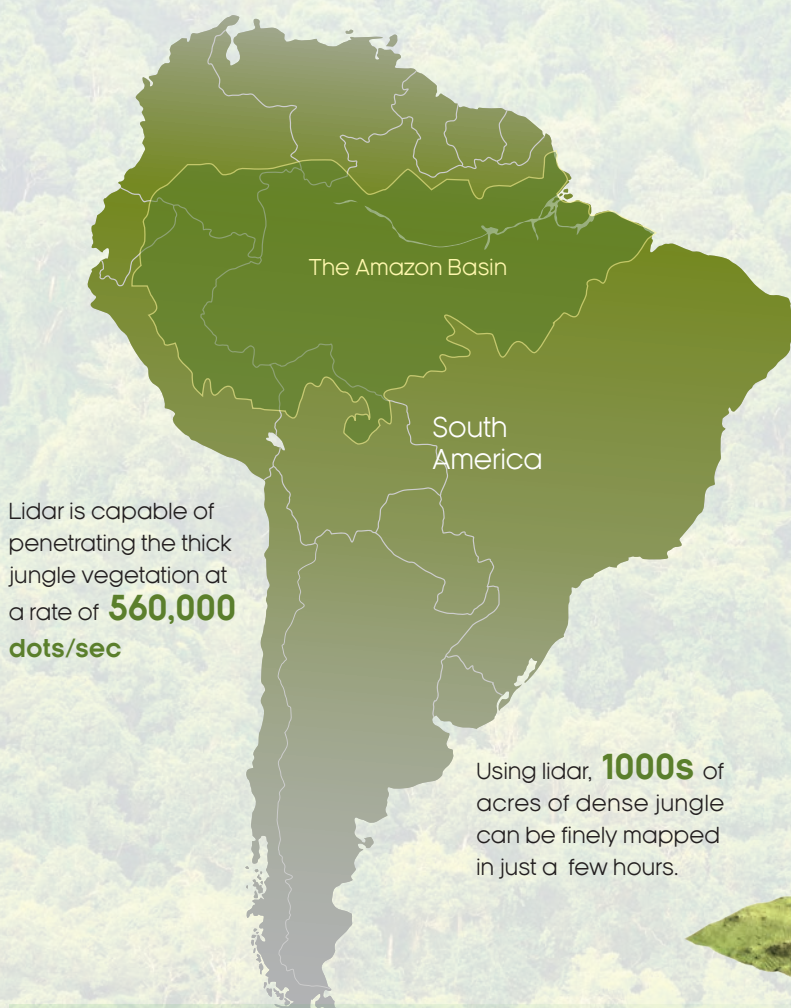 The Amazon Basin
South
America
Lidar is capable of
penetrating the thick
jungle vegetation at
a rate of 560,000
dots/sec
Using lidar, 1000s of
acres of dense jungle
can be finely mapped
in just a few hours.